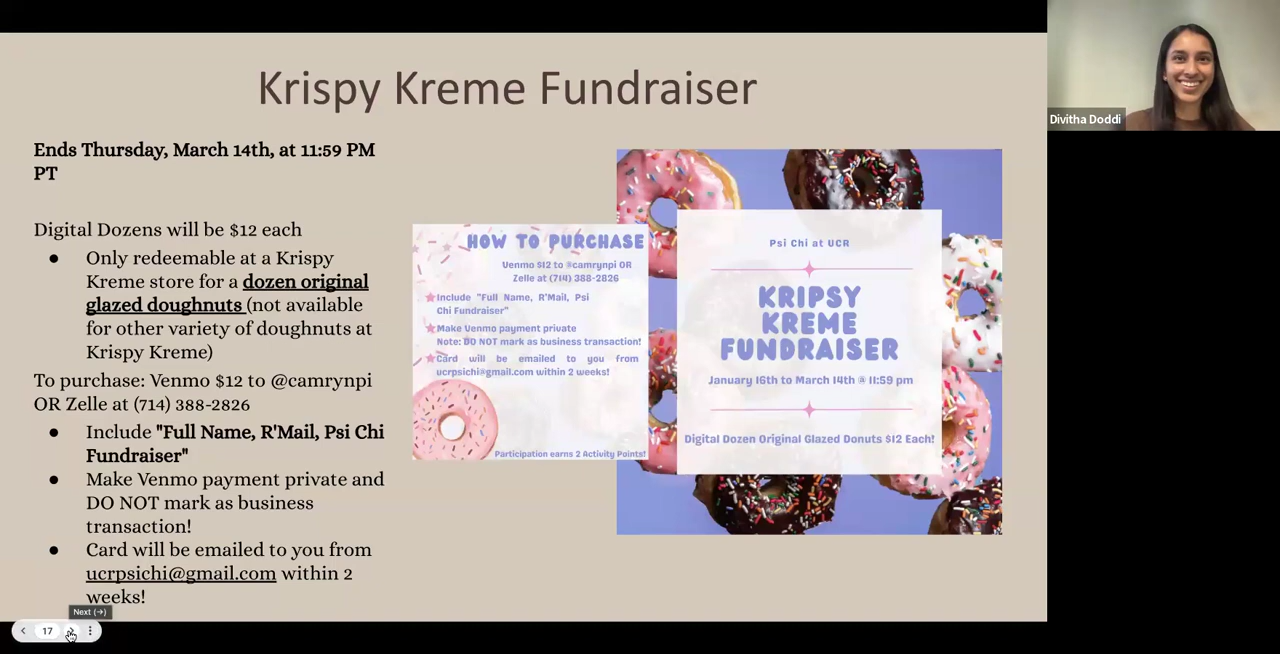 Krispy Kreme Fundraiser
Divitha Doddi
Ends Thursday, March 14th, at 11:59 PM
PT
Digital Dozens will be $12 each
● Only redeemable at a Krispy
Kreme store for a dozen original
glazed doughnuts (not available
for other variety of doughnuts at
Krispy Kreme)
To purchase: Venmo $12 to @camrynpi
OR Zelle at (714) 388-2826
● Include "Full Name, R'Mail, Psi Chi
Fundraiser"
● Make Venmo payment private and
DO NOT mark as business
transaction!
● Card will be emailed to you from
ucrpsichi@gmail.com within 2
weeks!
HOW TO PURCHASE
Venmo $12 to @camrynpi OR
Zelle at (714) 388-2826
Include "Full Name, R'Mail, Psi
Chi Fundraiser"
Make Venmo payment private
Note: DO NOT mark as business transaction!
Card will be emailed to you from
ucrpsichi@gmail.com within 2 weeks!
Participation earns 2 Activity Points!
Psi Chi at UCR
KRIPSY
KREME
FUNDRAISER
January 16th to March 14th @ 11:59 pm
Digital Dozen Original Glazed Donuts $12 Each!
Next (→)
17